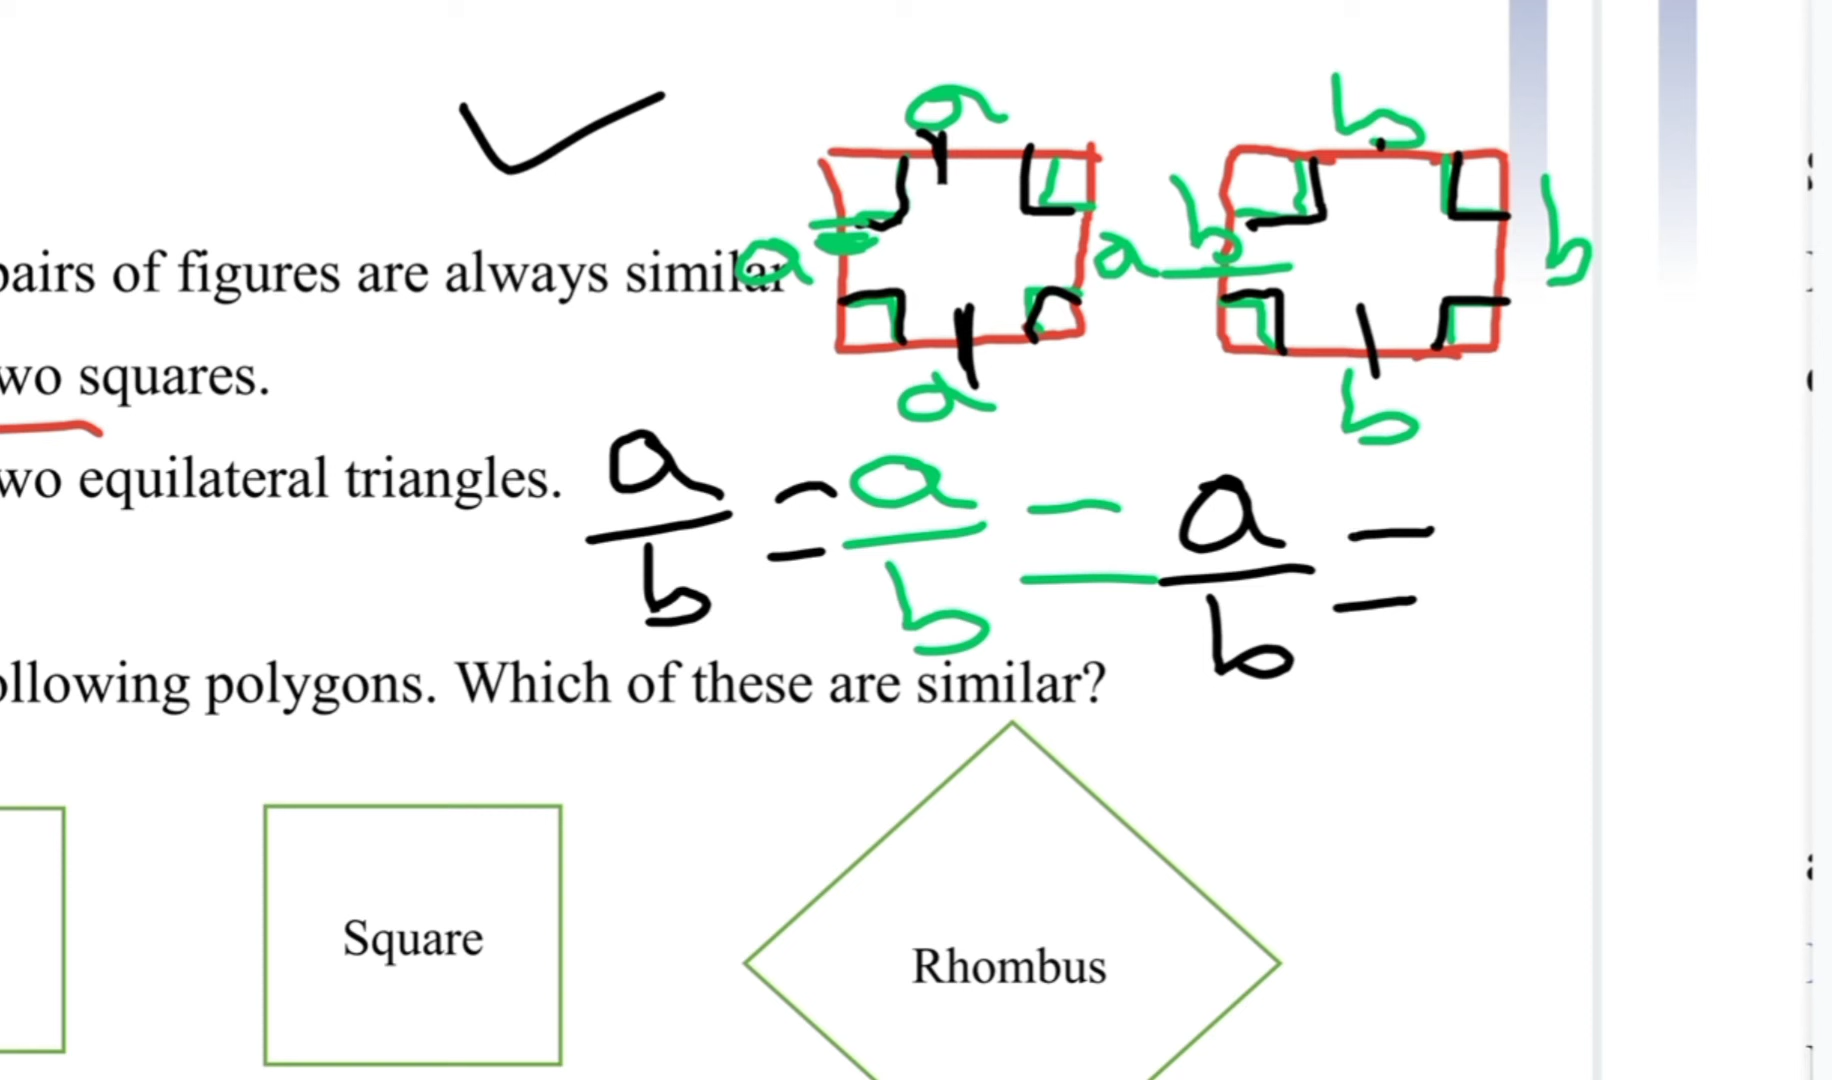 a b
pairs of figures are always similar
a a b b
wo squares.
a b
wo equilateral triangles.
a/b = a/b = a/b =
ollowing polygons. Which of these are similar?
Square
Rhombus